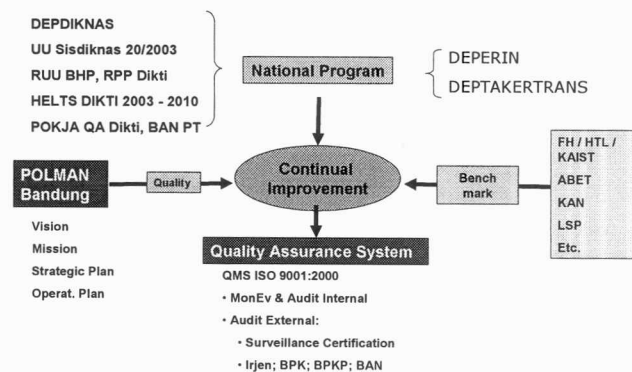 DEPDIKNAS
UU Sisdiknas 20/2003
RUU BHP, RPP Dikti
HELTS DIKTI 2003 - 2010
POKJA QA Dikti, BAN PT
National Program
DEPERIN
DEPTAKERTRANS
POLMAN
Bandung
Quality
Continual
Improvement
Bench
mark
FH / HTL /
KAIST
ABET
KAN
LSP
Etc.
Vision
Mission
Strategic Plan
Operat. Plan
Quality Assurance System
QMS ISO 9001:2000
• MonEv & Audit Internal
• Audit External:
• Surveillance Certification
• Irjen; BPK; BPKP; BAN